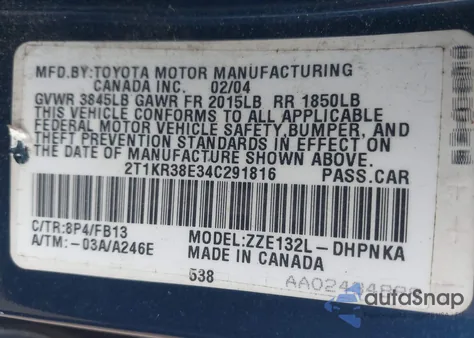 MFD.BY:TOYOTA MOTOR MANUFACTURING
CANADA INC. 02/04
GVWR 3845LB GAWR FR 2015LB RR 1850LB
THIS VEHICLE CONFORMS TO ALL APPLICABLE
FEDERAL MOTOR VEHICLE SAFETY,BUMPER, AND
THEFT PREVENTION STANDARDS IN EFFECT ON
THE DATE OF MANUFACTURE SHOWN ABOVE.
2T1KR38E34C291816 PASS.CAR
C/TR:8P4/FB13 MODEL:ZZE132L-DHPNKA
A/TM:-03A/A246E MADE IN CANADA
538
autoSnap